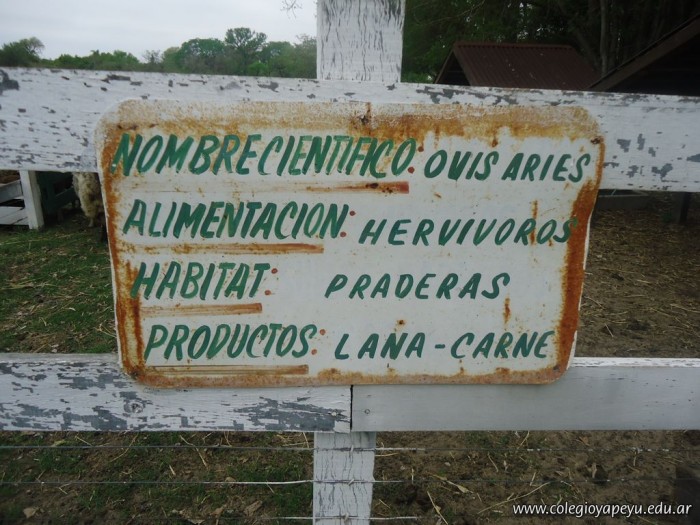 NOMBRE CIENTIFICO: OVIS ARIES
ALIMENTACION: HERVIVOROS
HABITAT: PRADERAS
PRODUCTOS: LANA-CARNE
www.colegioyapeyu.edu.ar